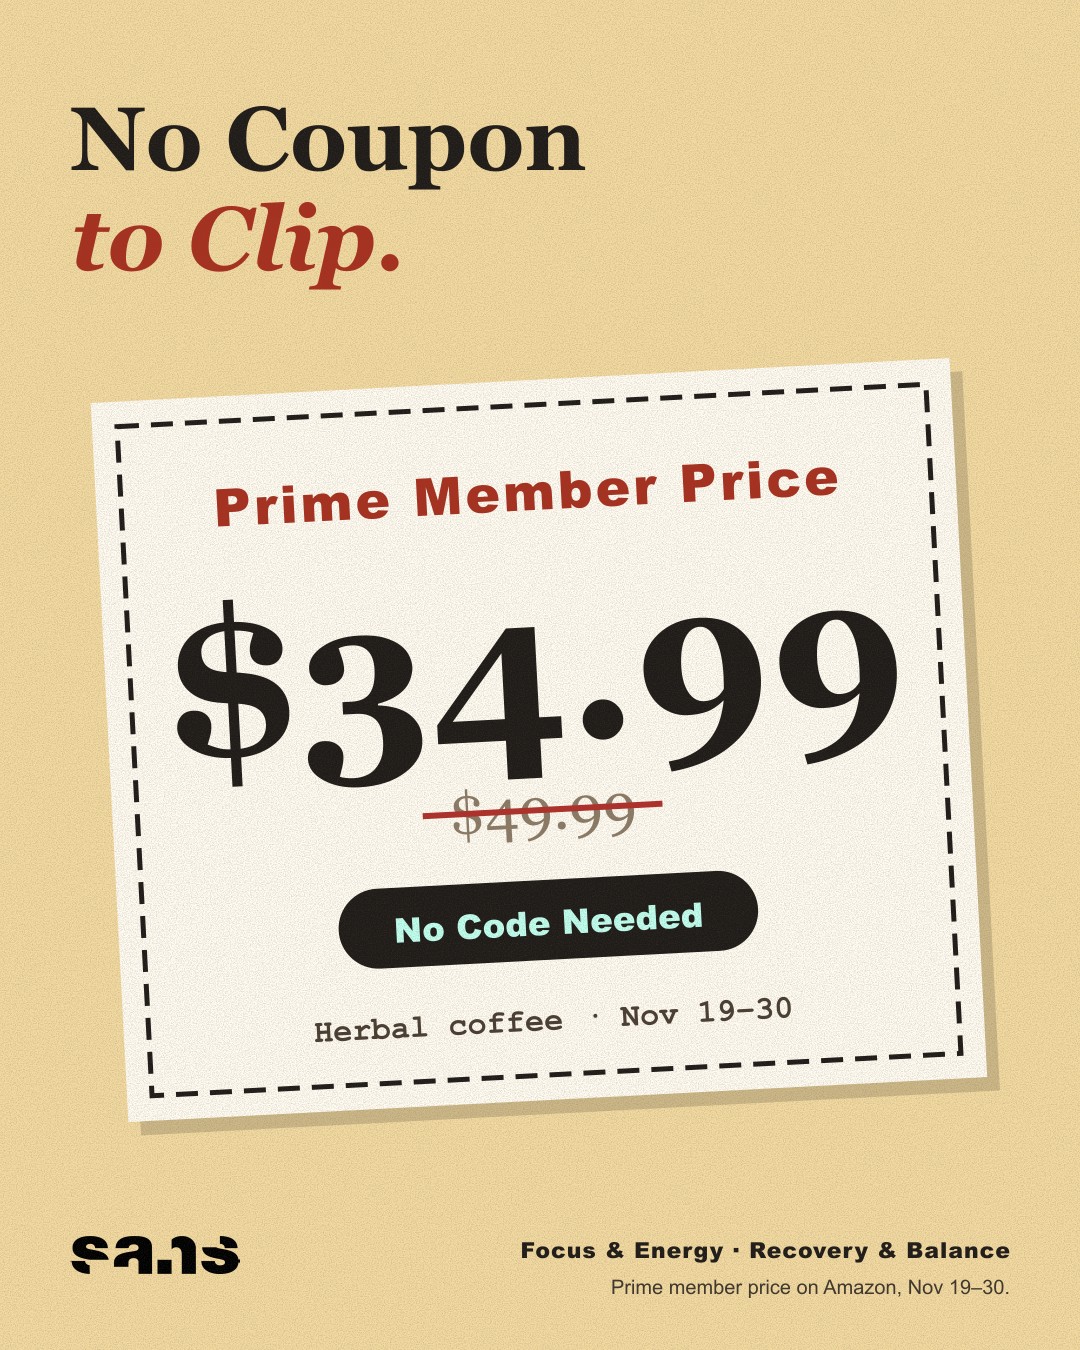 No Coupon
to Clip.
Prime Member Price
$34.99
$49.99
No Code Needed
Herbal coffee · Nov 19–30
sans
Focus & Energy · Recovery & Balance
Prime member price on Amazon, Nov 19–30.